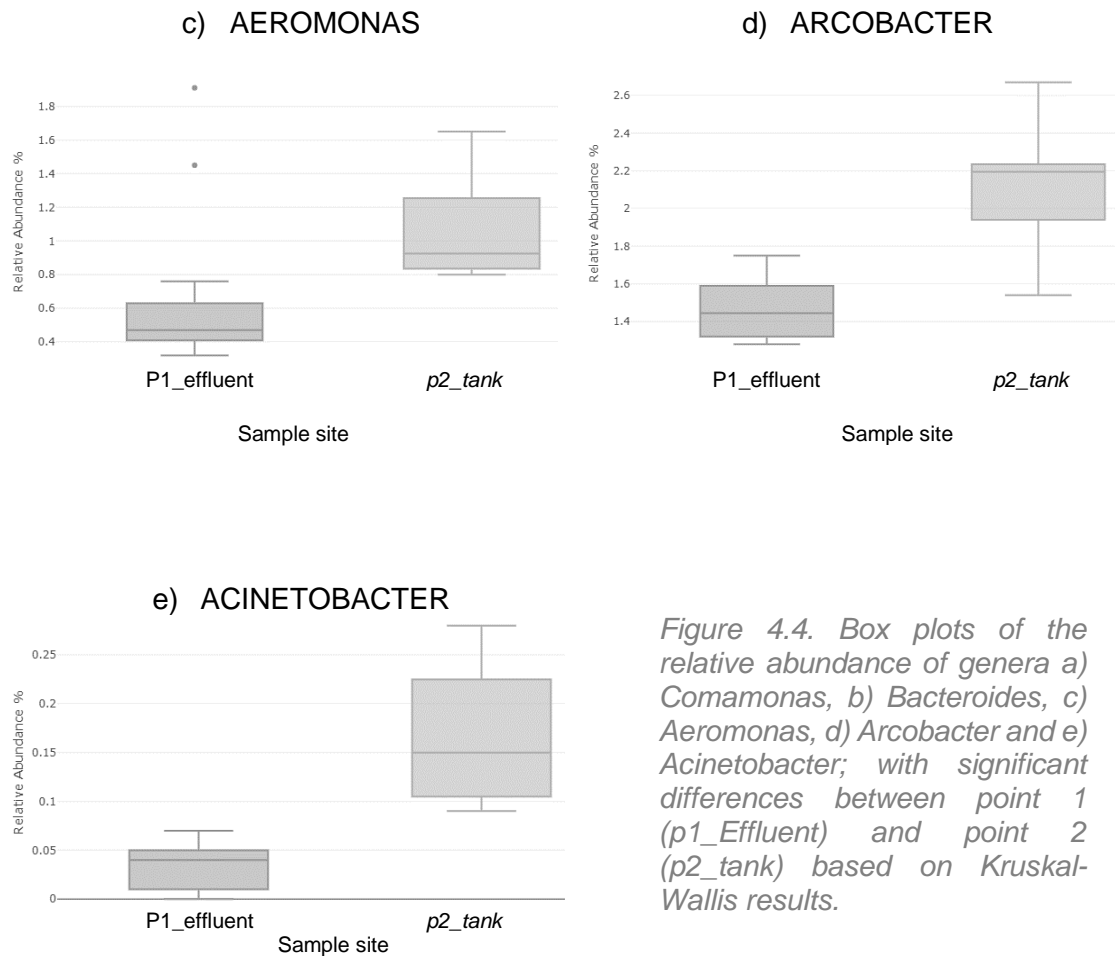 c) AEROMONAS
Relative Abundance %
1.8
1.6
1.4
1.2
1
0.8
0.6
0.4
P1_effluent
p2_tank
Sample site
d) ARCOBACTER
Relative Abundance %
2.6
2.4
2.2
2
1.8
1.6
1.4
P1_effluent
p2_tank
Sample site
e) ACINETOBACTER
Relative Abundance %
0.25
0.2
0.15
0.1
0.05
0
P1_effluent
p2_tank
Sample site
Figure 4.4. Box plots of the
relative abundance of genera a)
Comamonas, b) Bacteroides, c)
Aeromonas, d) Arcobacter and e)
Acinetobacter; with significant
differences between point 1
(p1_Effluent) and point 2
(p2_tank) based on Kruskal-
Wallis results.